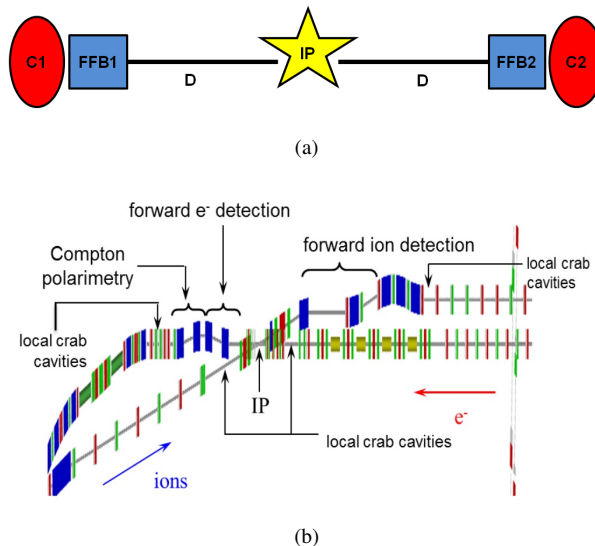 C1
FFB1
D
IP
D
FFB2
C2
(a)
forward e- detection
Compton
polarimetry
forward ion detection
local crab
cavities
local crab
cavities
IP
e-
local crab cavities
ions
(b)